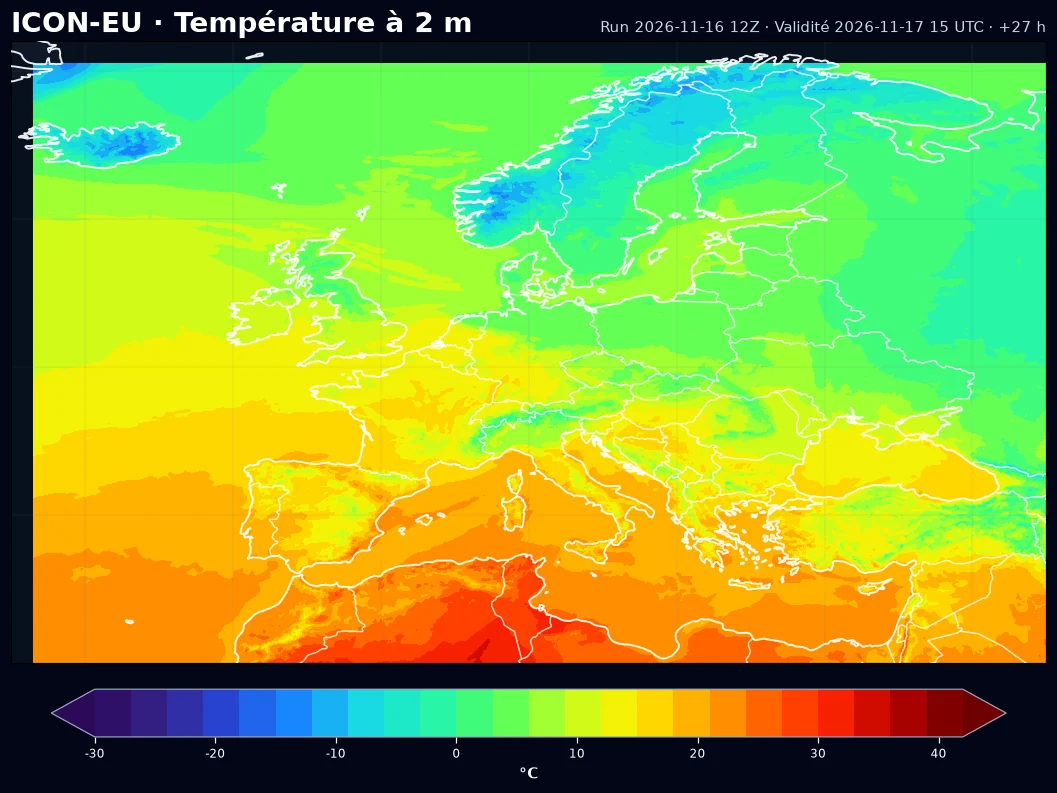 ICON-EU · Température à 2 m
Run 2026-11-16 12Z · Validité 2026-11-17 15 UTC · +27 h
-30 -20 -10 0 10 20 30 40
°C